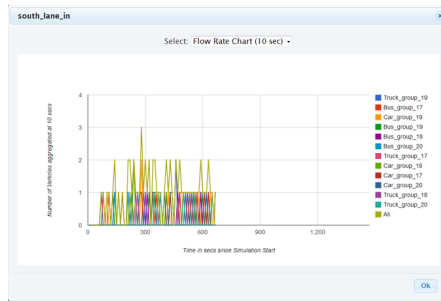 south_lane_in
Select: Flow Rate Chart (10 sec)
Number of Vehicles aggregated at 10 secs
4
3
2
1
0
0
300
600
900
1,200
Time in secs since Simulation Start
Truck_group_19
Bus_group_17
Car_group_19
Bus_group_19
Bus_group_18
Bus_group_20
Truck_group_17
Car_group_18
Car_group_17
Car_group_20
Truck_group_18
Truck_group_20
All
Ok